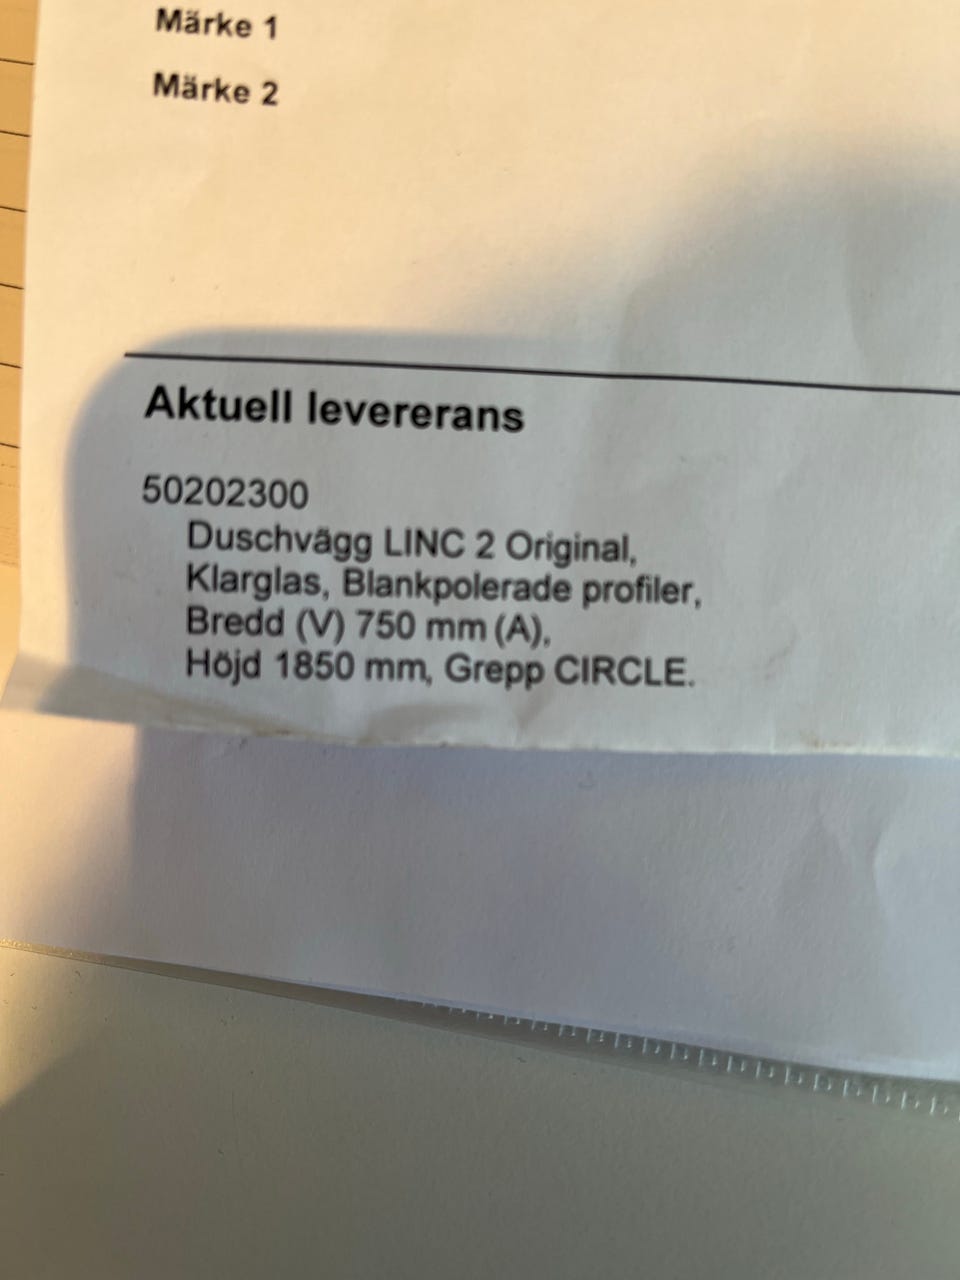 Märke 1
Märke 2
Aktuell levererans
50202300
Duschvägg LINC 2 Original,
Klarglas, Blankpolerade profiler,
Bredd (V) 750 mm (A),
Höjd 1850 mm, Grepp CIRCLE.